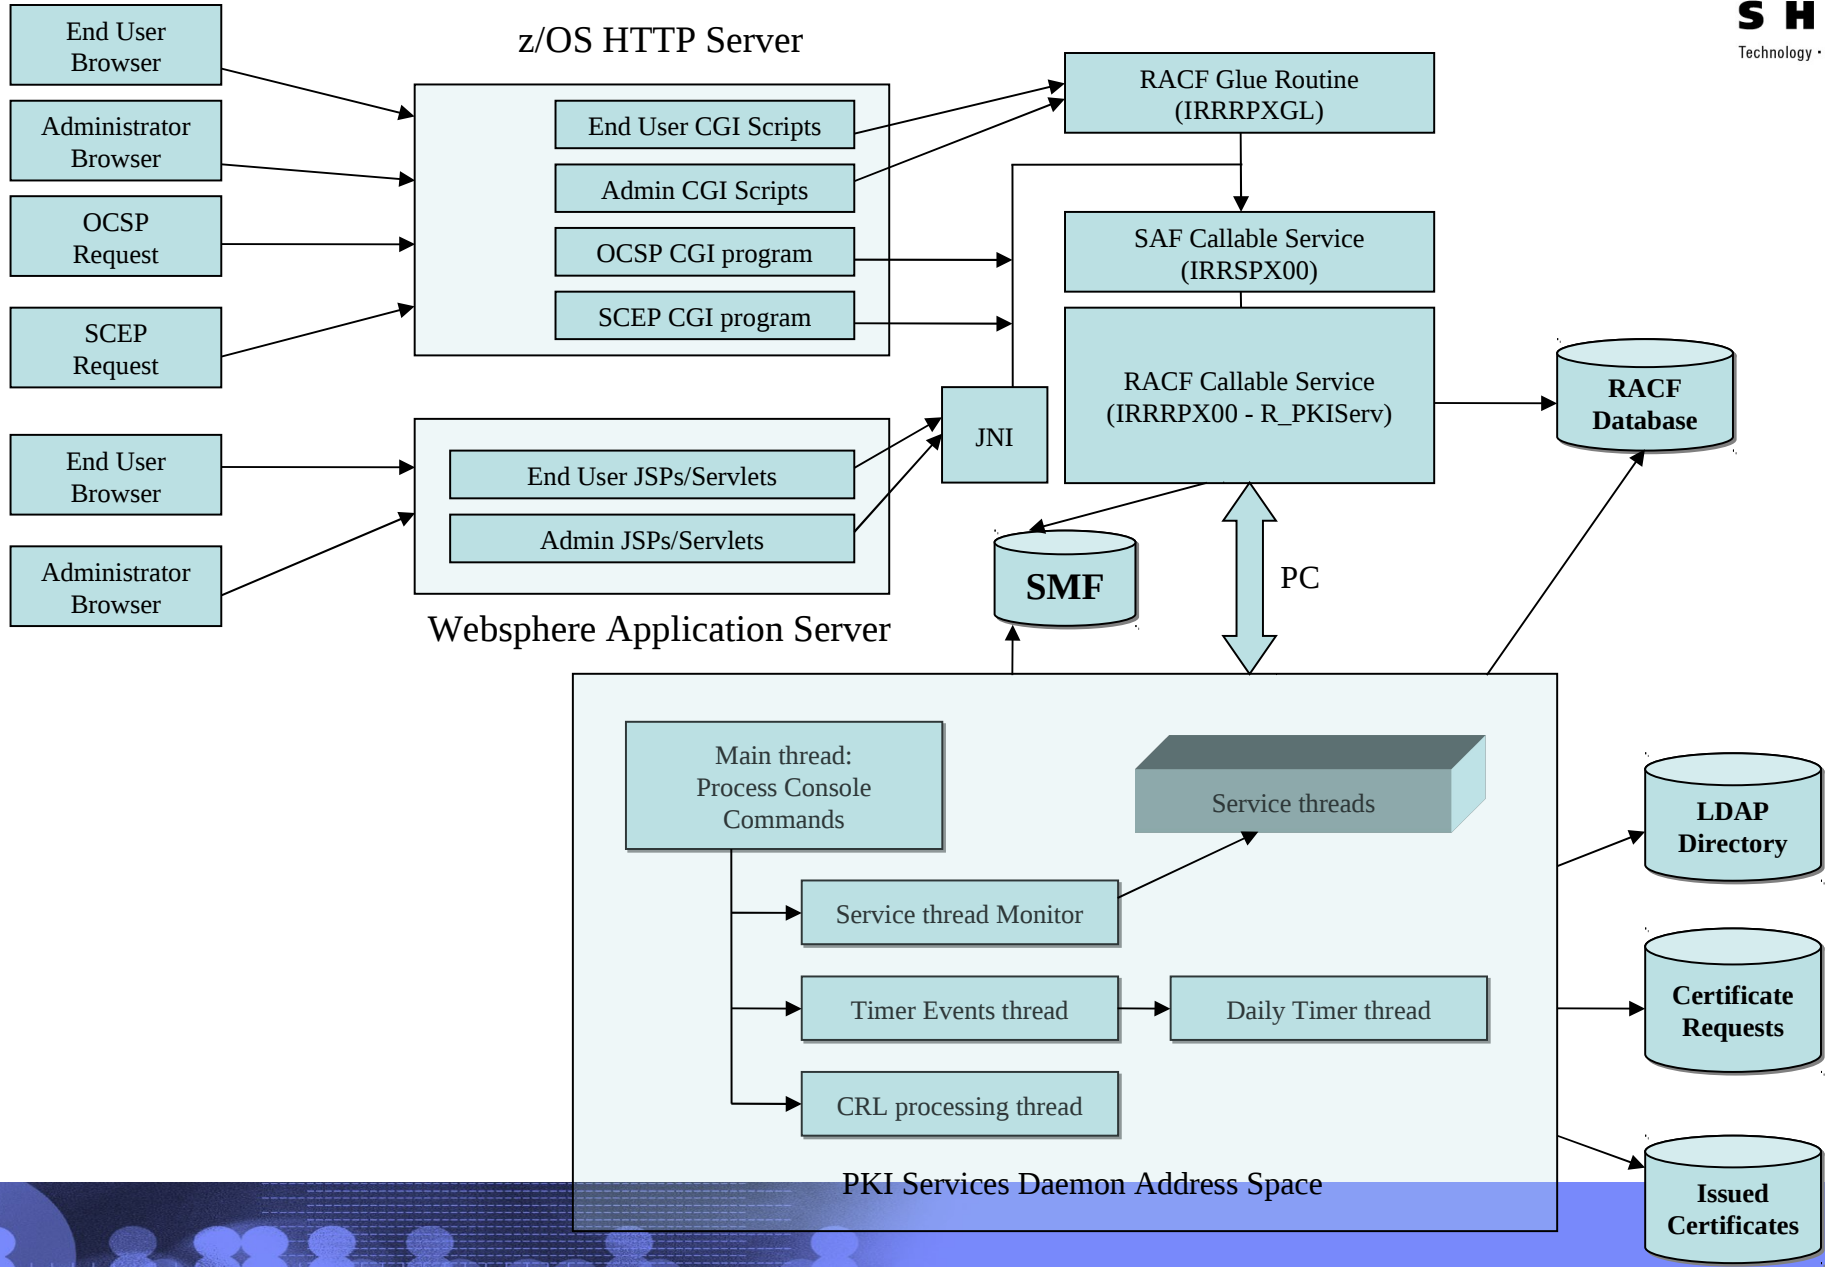 S H
Technology ·
z/OS HTTP Server
End User
Browser
Administrator
Browser
OCSP
Request
SCEP
Request
End User
Browser
Administrator
Browser
End User CGI Scripts
Admin CGI Scripts
OCSP CGI program
SCEP CGI program
End User JSPs/Servlets
Admin JSPs/Servlets
Websphere Application Server
JNI
RACF Glue Routine
(IRRRPXGL)
SAF Callable Service
(IRRSPX00)
RACF Callable Service
(IRRRPX00 - R_PKIServ)
RACF
Database
SMF
PC
Main thread:
Process Console
Commands
Service threads
Service thread Monitor
Timer Events thread
Daily Timer thread
CRL processing thread
PKI Services Daemon Address Space
LDAP
Directory
Certificate
Requests
Issued
Certificates